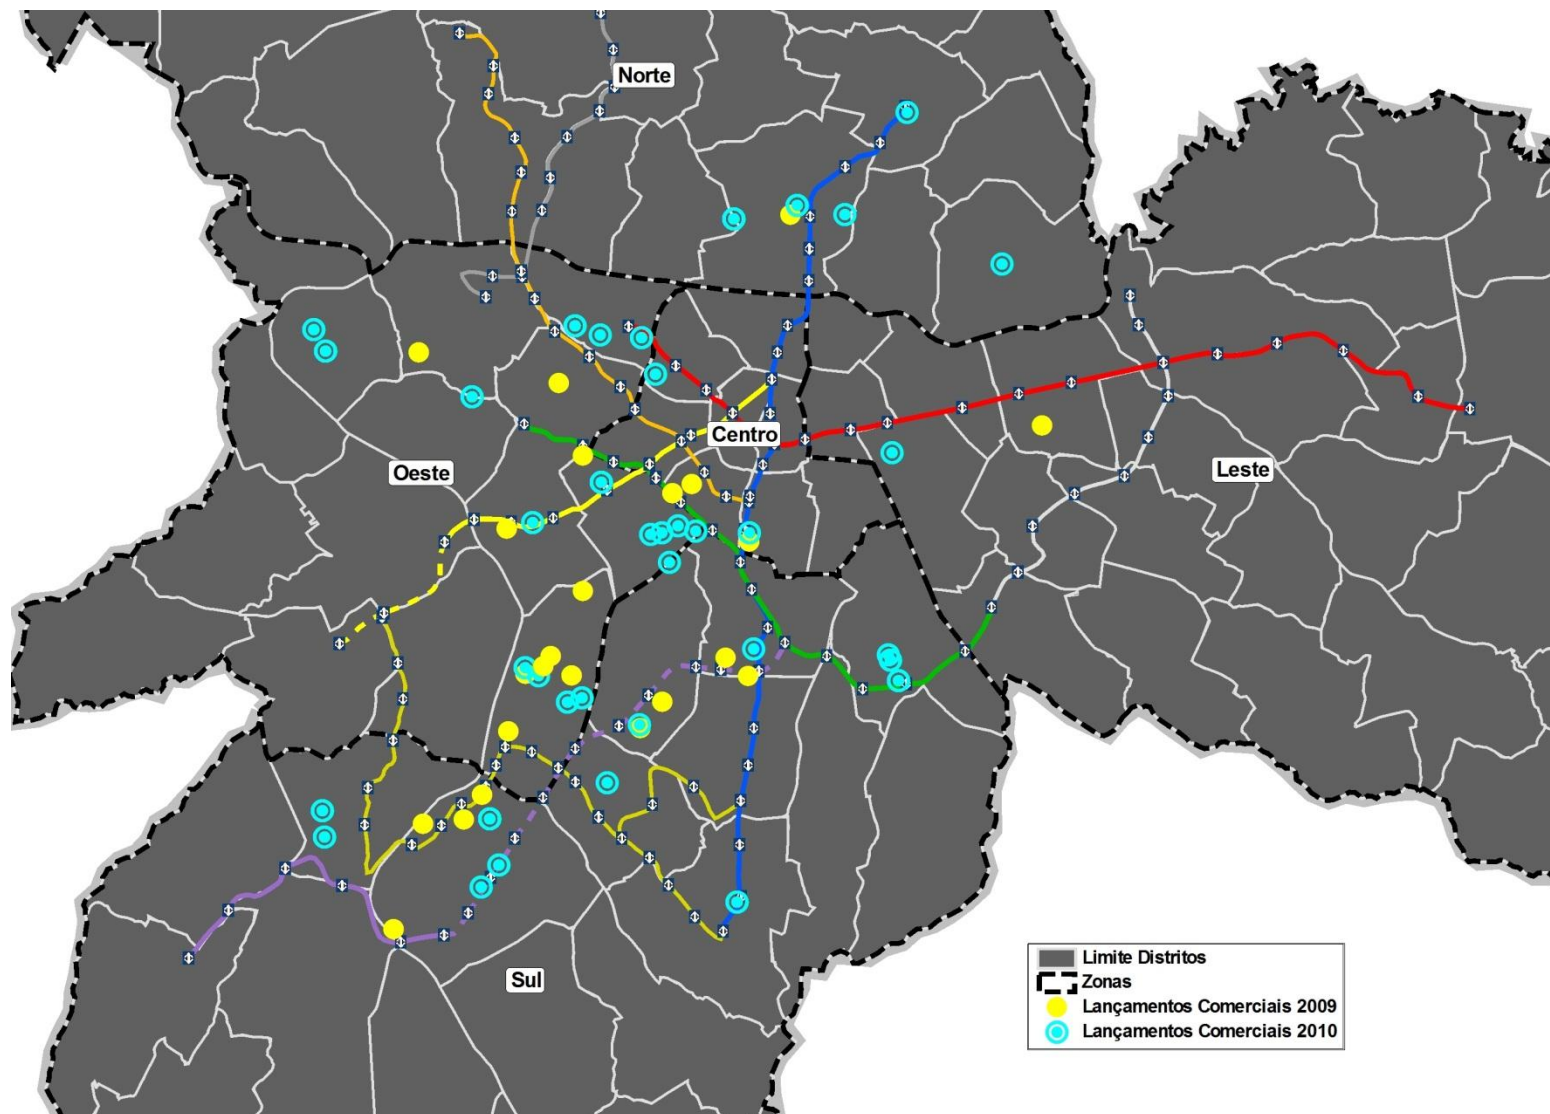 Norte
Centro
Oeste
Leste
Sul
Limite Distritos
Zonas
Lançamentos Comerciais 2009
Lançamentos Comerciais 2010